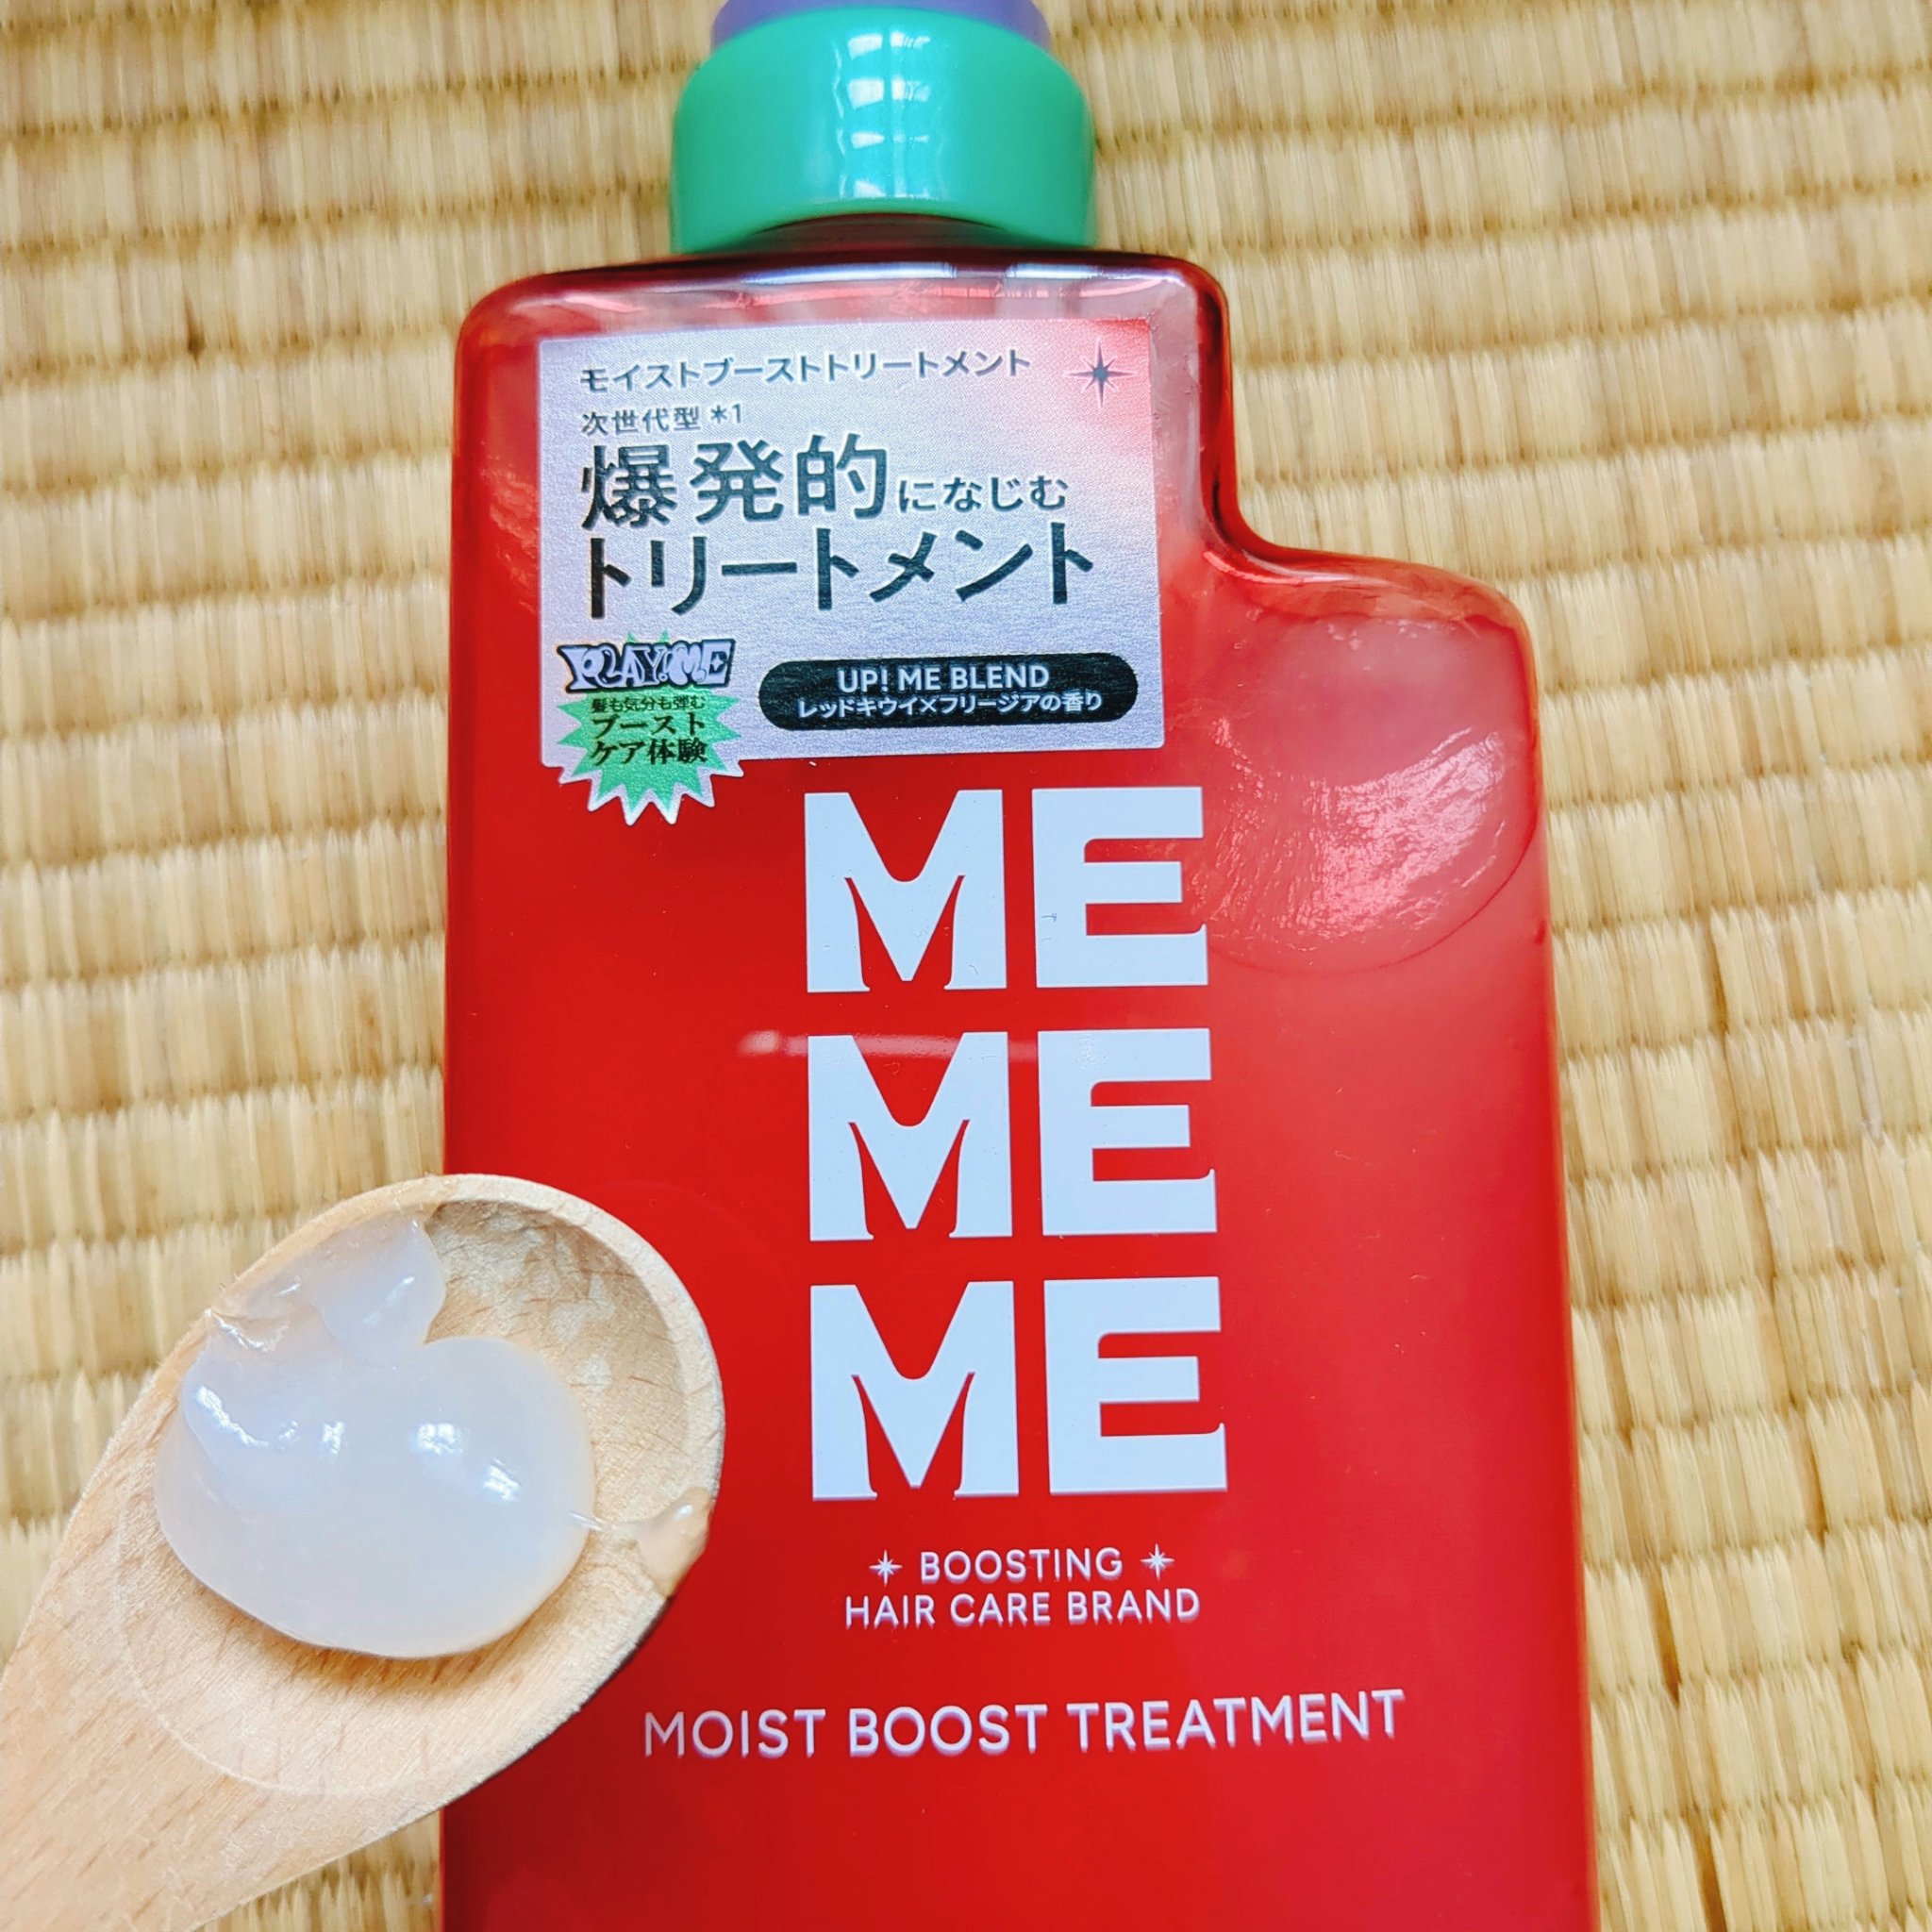 モイストブーストトリートメント
次世代型*1
爆発的になじむ
トリートメント
PLAY!ME
髪も気分も弾む
ブースト
ケア体験
UP! ME BLEND
レッドキウイ×フリージアの香り
ME
ME
ME
BOOSTING
HAIR CARE BRAND
MOIST BOOST TREATMENT